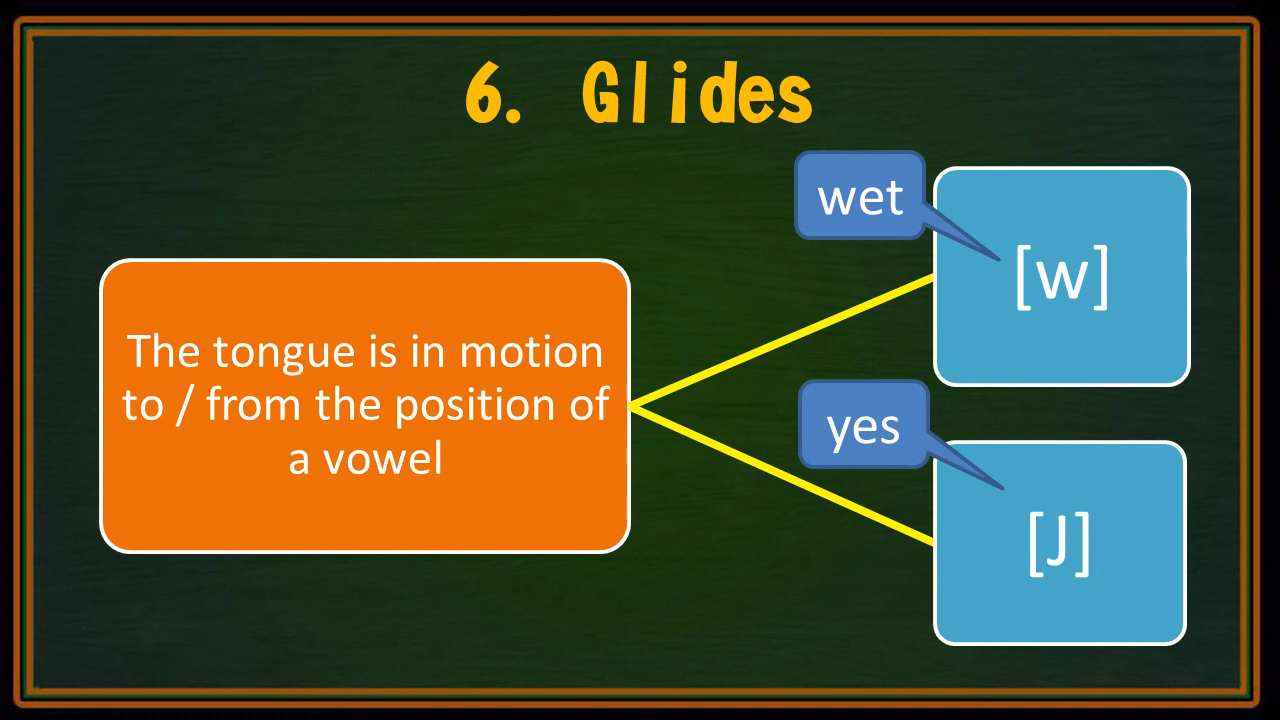 6. Glides
The tongue is in motion
to / from the position of
a vowel
wet
[w]
yes
[J]